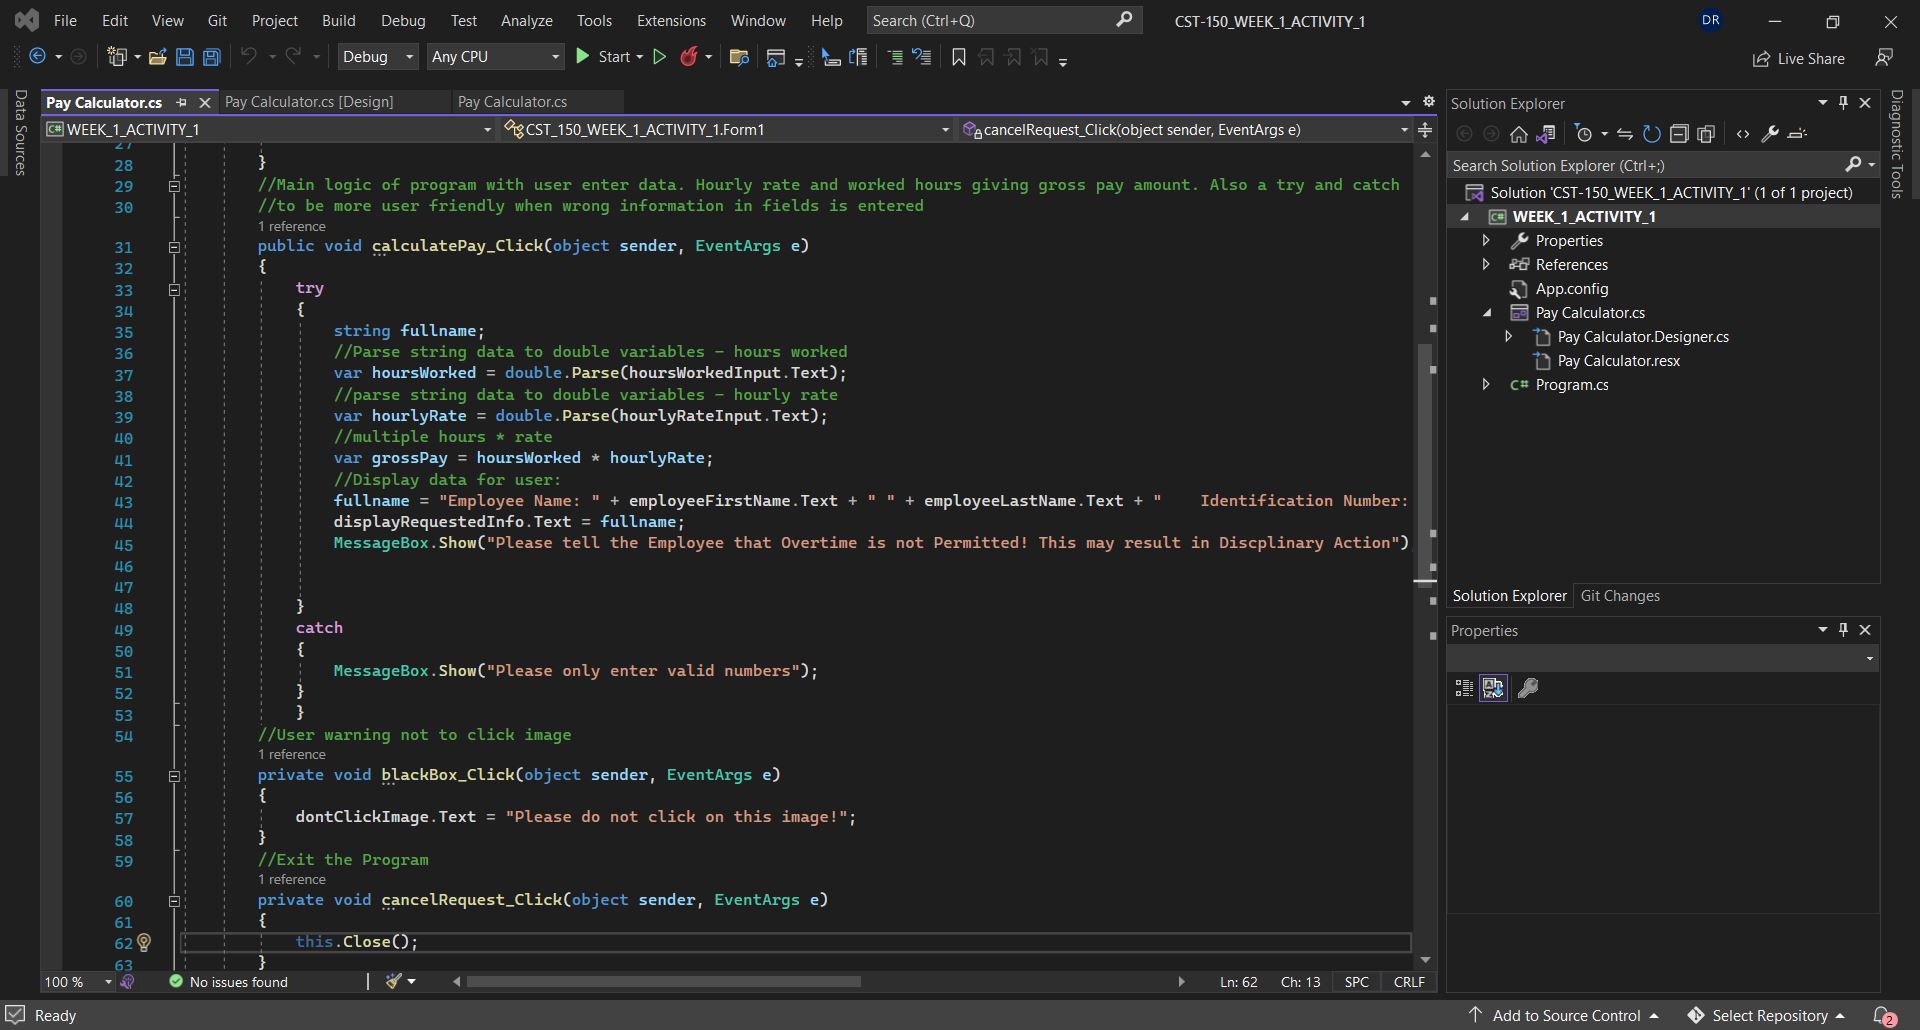 File Edit View Git Project Build Debug Test Analyze Tools Extensions Window Help Search (Ctrl+Q) CST-150_WEEK_1_ACTIVITY_1 DR
Debug Any CPU Start Live Share
Data Sources
Pay Calculator.cs Pay Calculator.cs [Design] Pay Calculator.cs
WEEK_1_ACTIVITY_1 CST_150_WEEK_1_ACTIVITY_1.Form1 cancelRequest_Click(object sender, EventArgs e)
27
28 }
29 //Main logic of program with user enter data. Hourly rate and worked hours giving gross pay amount. Also a try and catch
30 //to be more user friendly when wrong information in fields is entered
1 reference
31 public void calculatePay_Click(object sender, EventArgs e)
32 {
33 try
34 {
35 string fullname;
36 //Parse string data to double variables - hours worked
37 var hoursWorked = double.Parse(hoursWorkedInput.Text);
38 //parse string data to double variables - hourly rate
39 var hourlyRate = double.Parse(hourlyRateInput.Text);
40 //multiple hours * rate
41 var grossPay = hoursWorked * hourlyRate;
42 //Display data for user:
43 fullname = "Employee Name: " + employeeFirstName.Text + " " + employeeLastName.Text + "    Identification Number:
44 displayRequestedInfo.Text = fullname;
45 MessageBox.Show("Please tell the Employee that Overtime is not Permitted! This may result in Discplinary Action")
46
47
48 }
49 catch
50 {
51 MessageBox.Show("Please only enter valid numbers");
52 }
53 }
54 //User warning not to click image
1 reference
55 private void blackBox_Click(object sender, EventArgs e)
56 {
57 dontClickImage.Text = "Please do not click on this image!";
58 }
59 //Exit the Program
1 reference
60 private void cancelRequest_Click(object sender, EventArgs e)
61 {
62 this.Close();
63 }
100 % No issues found Ln: 62 Ch: 13 SPC CRLF
Solution Explorer
Search Solution Explorer (Ctrl+;)
Solution 'CST-150_WEEK_1_ACTIVITY_1' (1 of 1 project)
C# WEEK_1_ACTIVITY_1
Properties
References
App.config
Pay Calculator.cs
Pay Calculator.Designer.cs
Pay Calculator.resx
C# Program.cs
Solution Explorer Git Changes
Properties
Diagnostic Tools
Ready Add to Source Control Select Repository 2